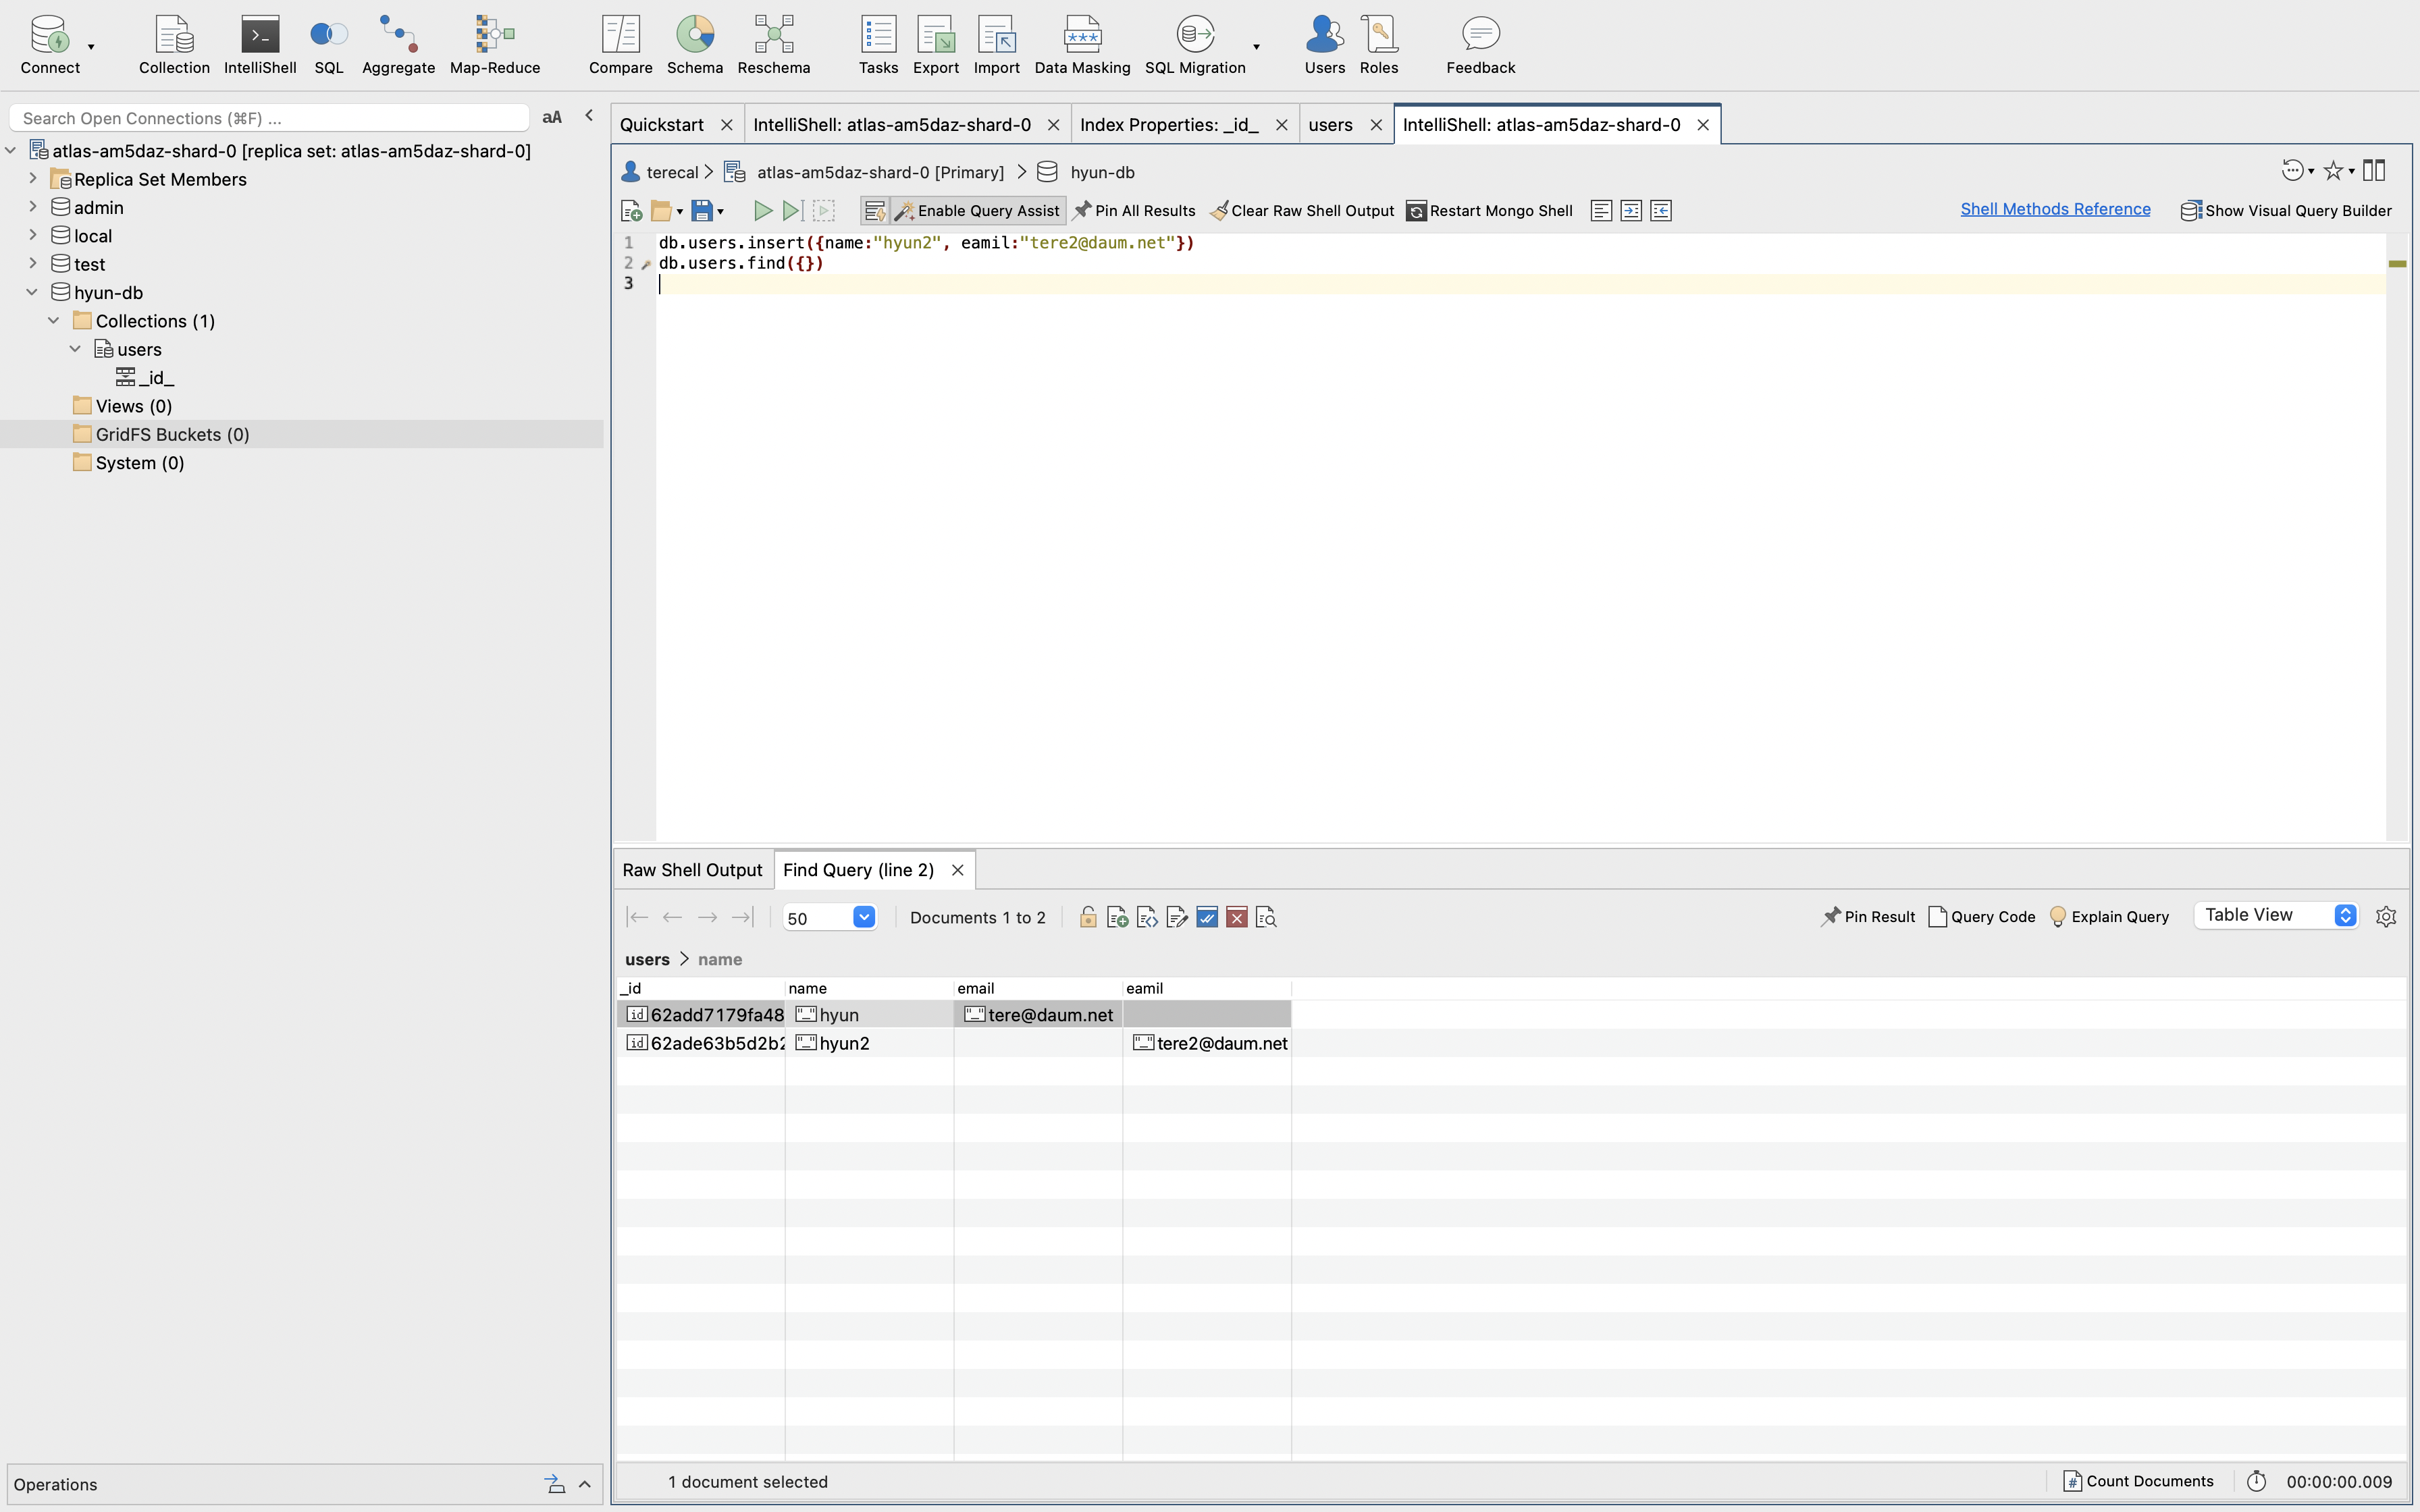 Connect Collection IntelliShell SQL Aggregate Map-Reduce Compare Schema Reschema Tasks Export Import Data Masking SQL Migration Users Roles Feedback
Search Open Connections (⌘F) ... aA
atlas-am5daz-shard-0 [replica set: atlas-am5daz-shard-0]
Replica Set Members
admin
local
test
hyun-db
Collections (1)
users
_id_
Views (0)
GridFS Buckets (0)
System (0)
Operations
Quickstart IntelliShell: atlas-am5daz-shard-0 Index Properties: _id_ users IntelliShell: atlas-am5daz-shard-0
terecal atlas-am5daz-shard-0 [Primary] hyun-db
Enable Query Assist Pin All Results Clear Raw Shell Output Restart Mongo Shell Shell Methods Reference Show Visual Query Builder
1 db.users.insert({name:"hyun2", eamil:"tere2@daum.net"})
2 db.users.find({})
3
Raw Shell Output Find Query (line 2)
50 Documents 1 to 2 Pin Result Query Code Explain Query Table View
users > name
_id name email eamil
62add7179fa48 hyun tere@daum.net
62ade63b5d2b2 hyun2 tere2@daum.net
1 document selected Count Documents 00:00:00.009